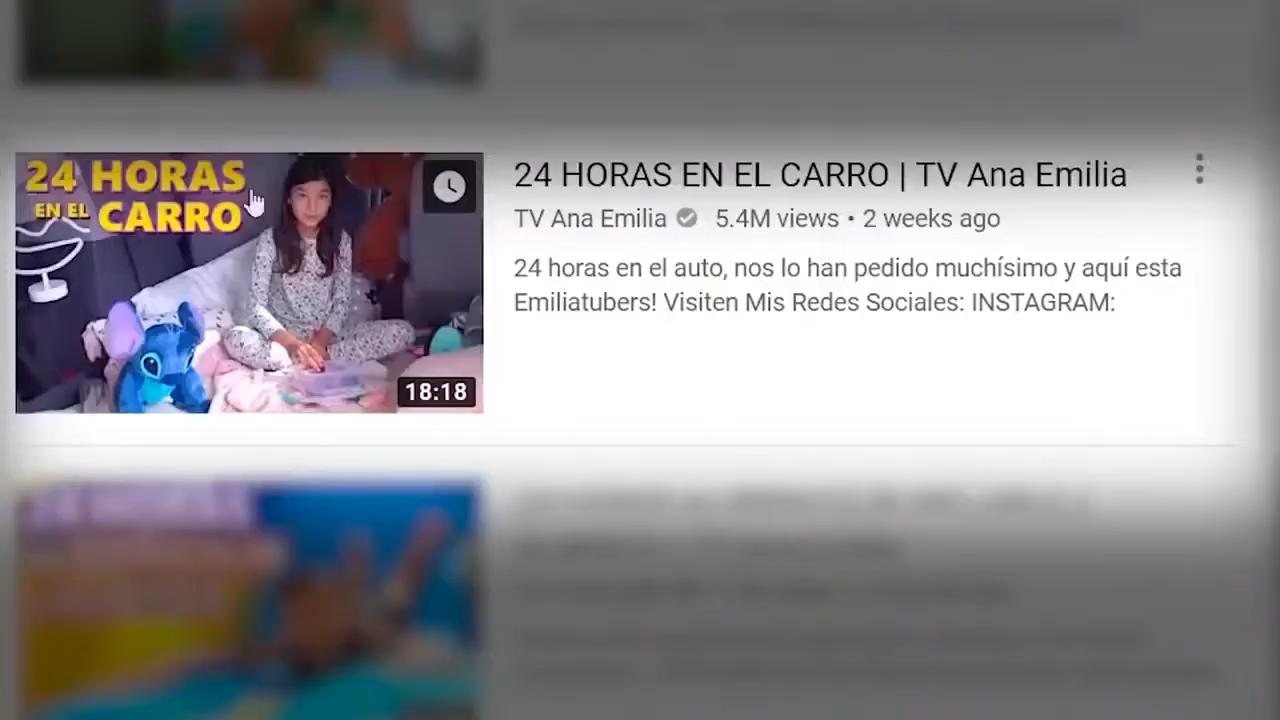 24 HORAS
EN EL CARRO
18:18
24 HORAS EN EL CARRO | TV Ana Emilia
TV Ana Emilia 5.4M views • 2 weeks ago
24 horas en el auto, nos lo han pedido muchísimo y aquí esta
Emiliatubers! Visiten Mis Redes Sociales: INSTAGRAM: